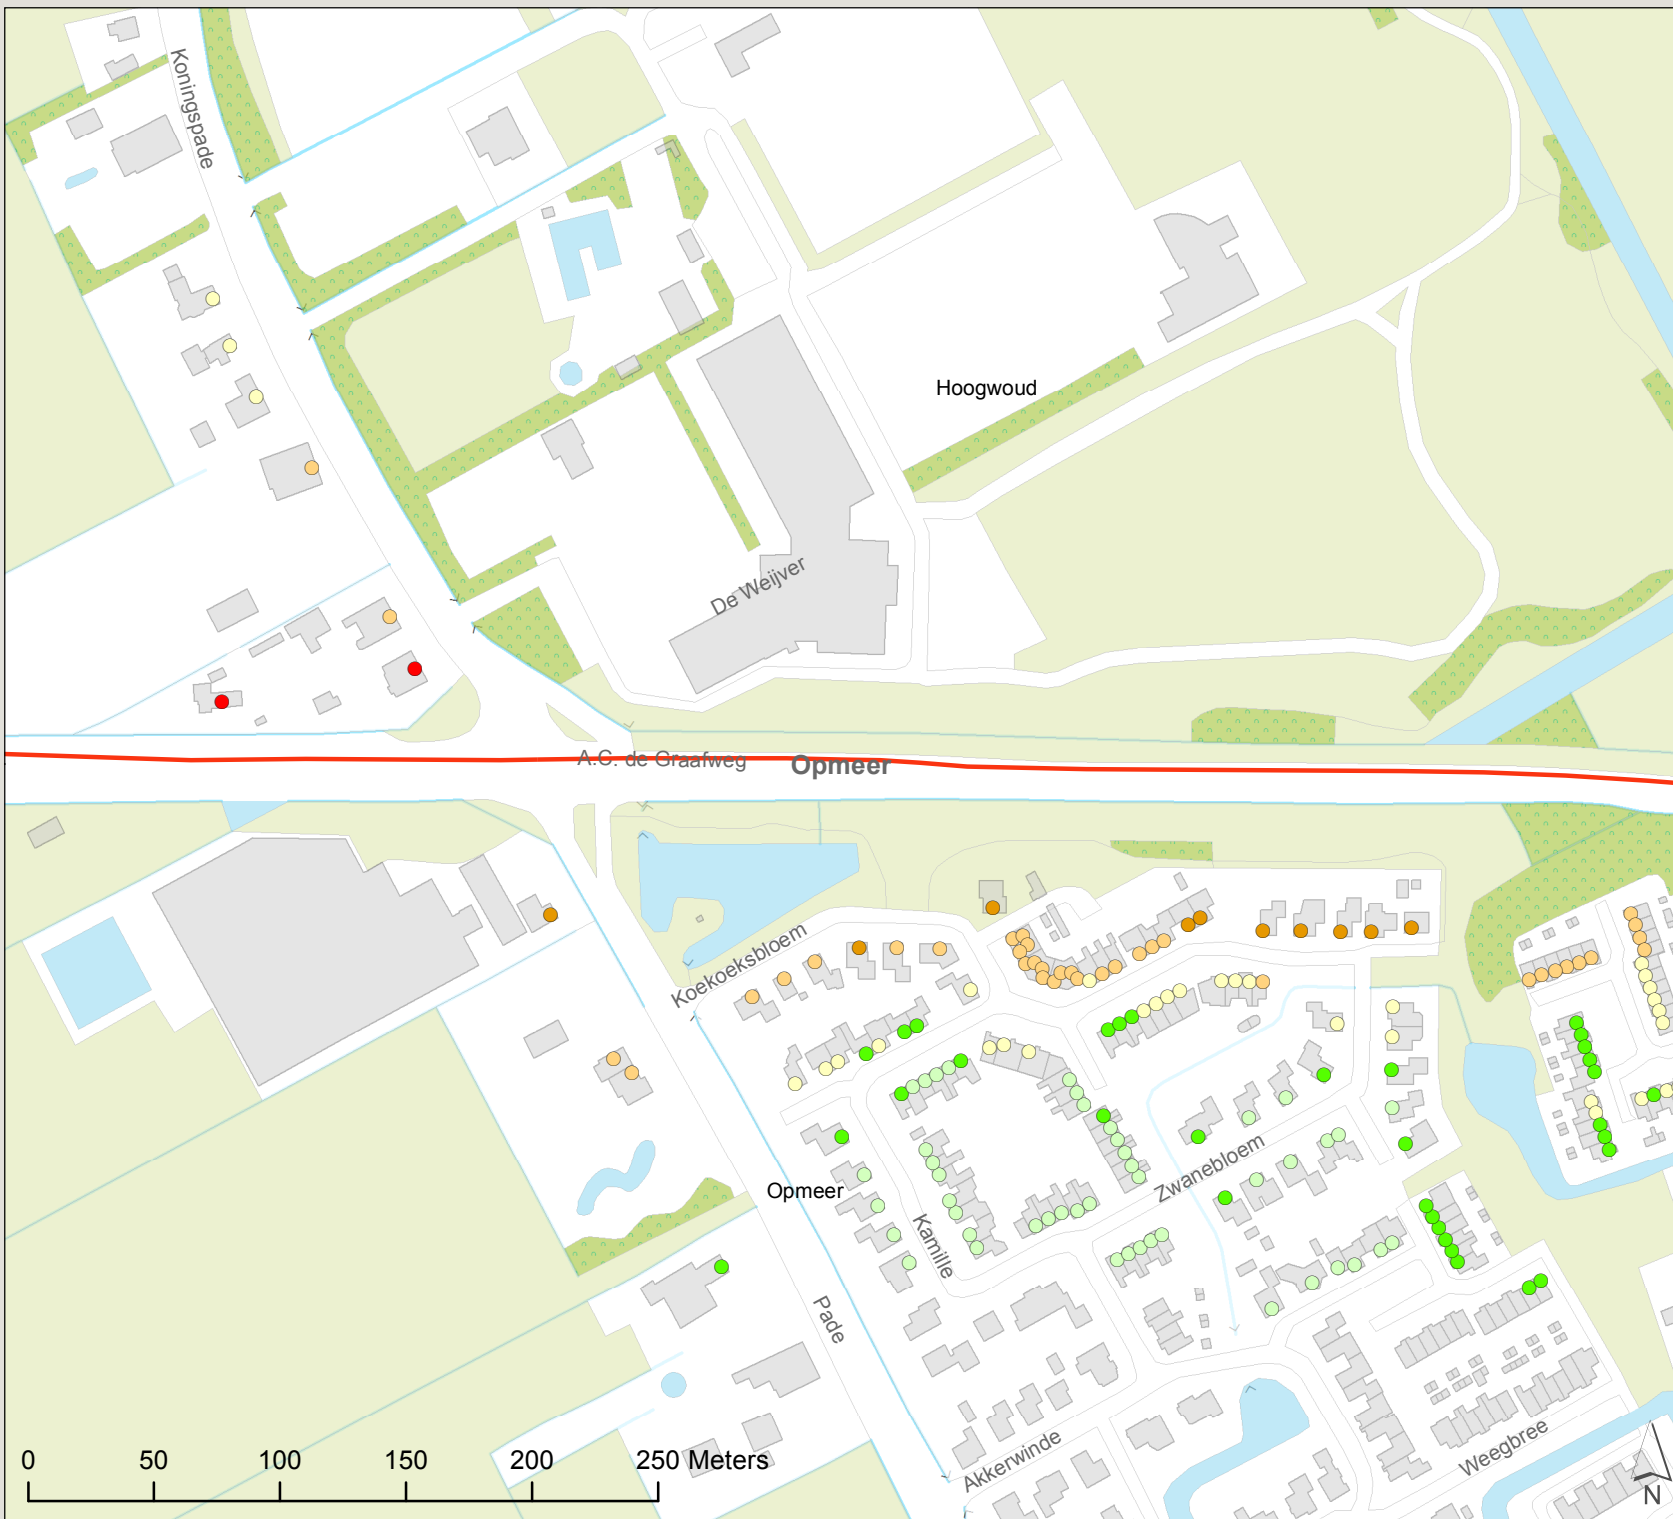 Koningspade
Hoogwoud
De Weijver
A.C. de Graafweg
Opmeer
Koekoeksbloem
Zwanebloem
Opmeer
Kamille
Pade
Akkerwinde
Weegbree
0 50 100 150 200 250 Meters
N